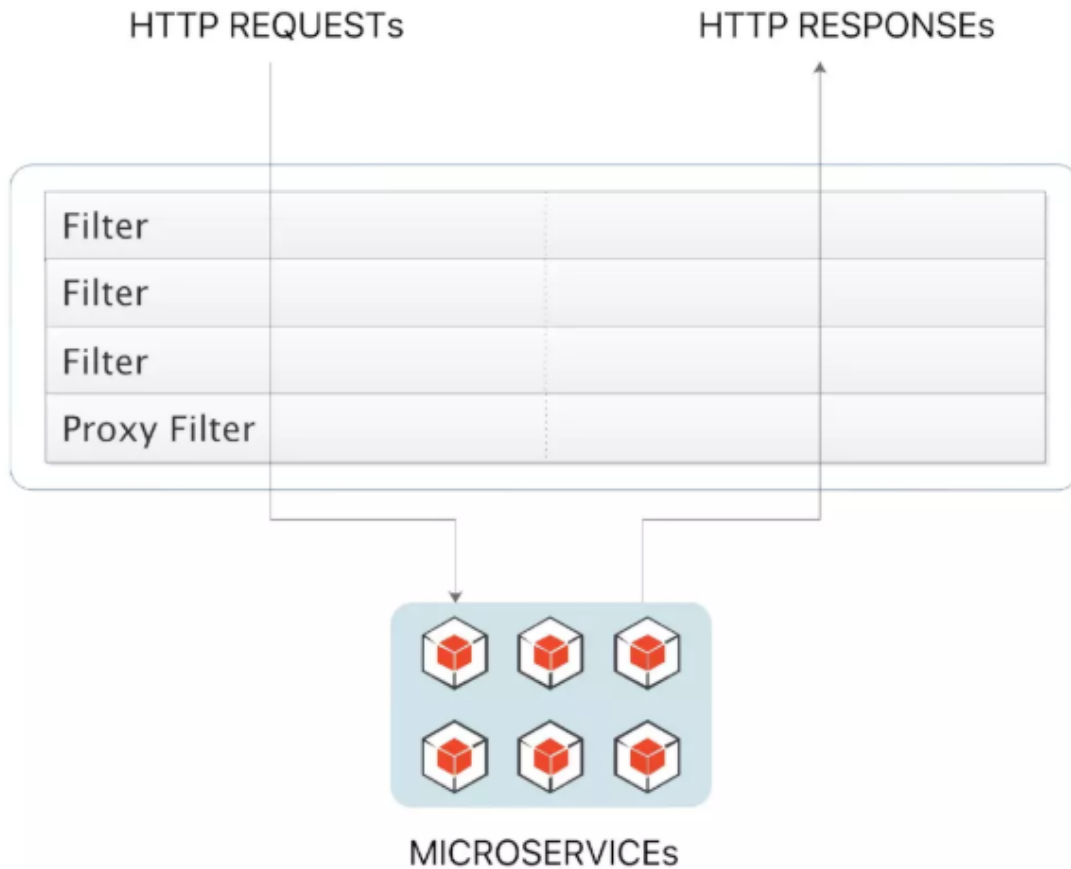 HTTP REQUESTs
HTTP RESPONSEs
Filter
Filter
Filter
Proxy Filter
MICROSERVICEs